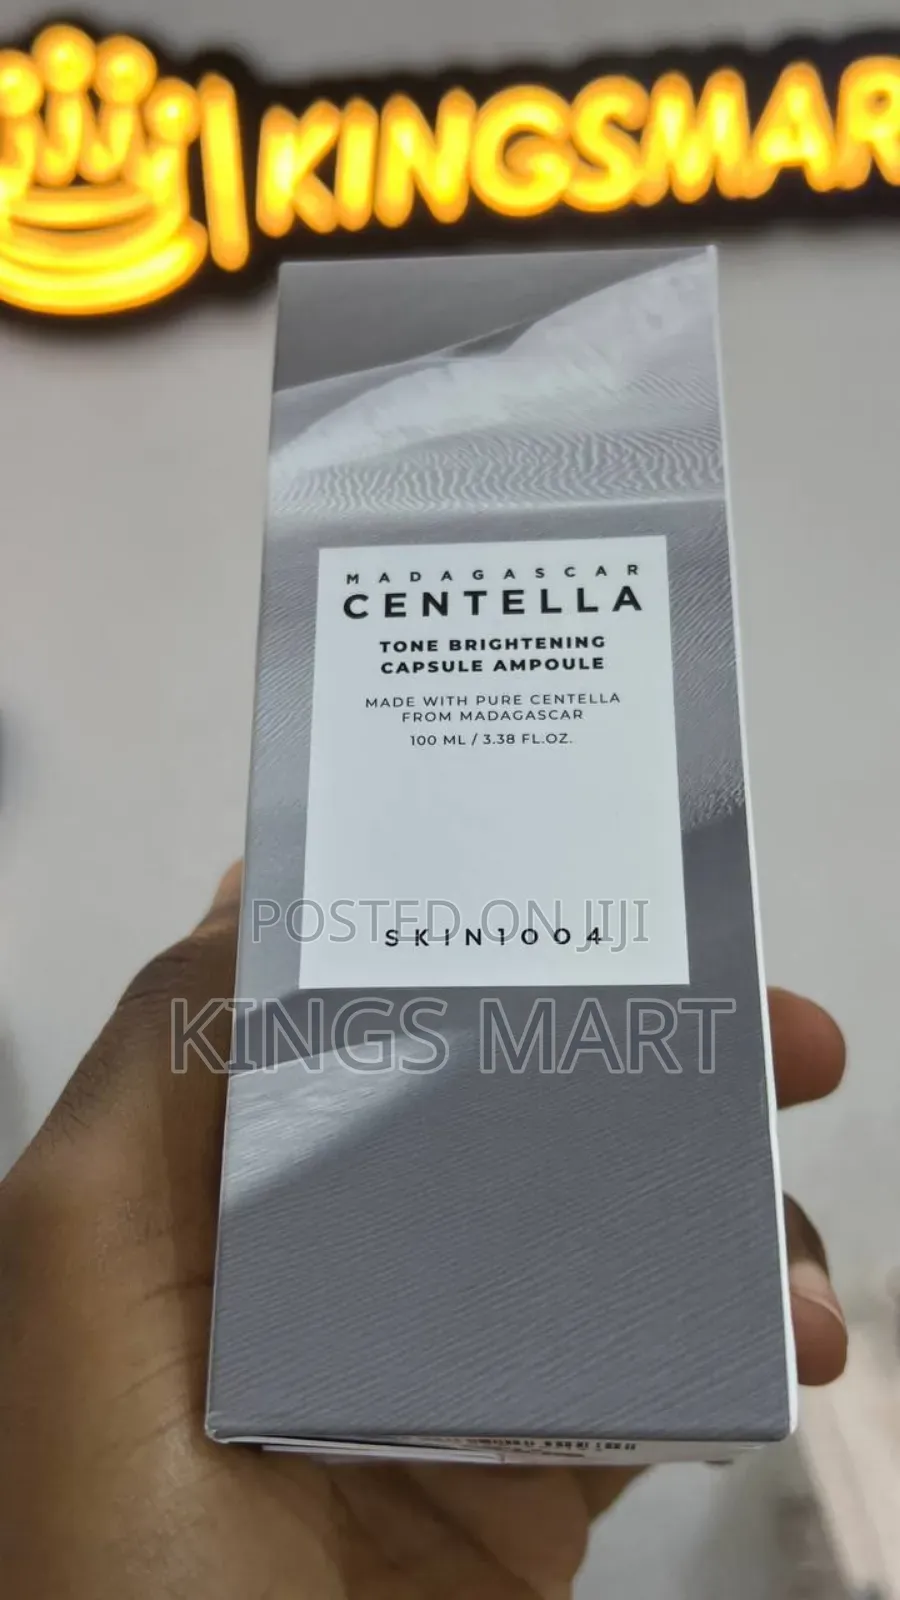 KINGSMAR
MADAGASCAR
CENTELLA
TONE BRIGHTENING
CAPSULE AMPOULE
MADE WITH PURE CENTELLA
FROM MADAGASCAR
100 ML / 3.38 FL.OZ.
POSTED ON JIJI
SKIN1004
KINGS MART